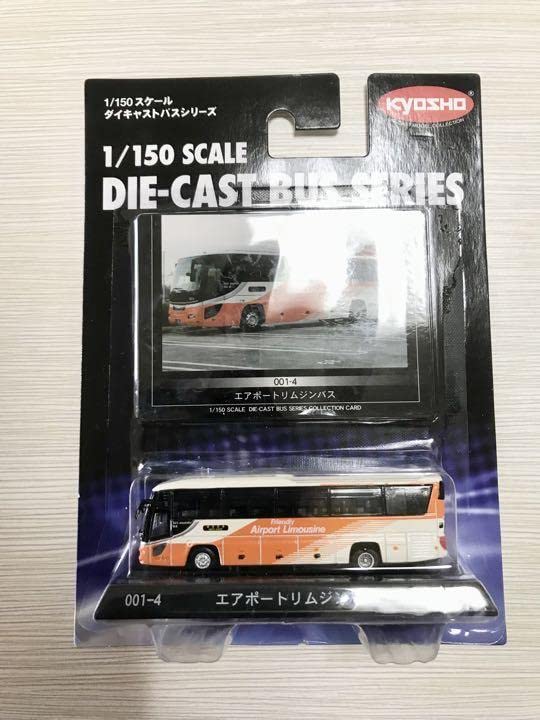 1/150 スケール
ダイキャストバスシリーズ
KYOSHO
1/150 SCALE
DIE-CAST BUS SERIES
001-4
エアポートリムジンバス
1/150 SCALE DIE-CAST BUS SERIES COLLECTION CARD
Friendly
Airport Limousine
001-4
エアポートリムジン